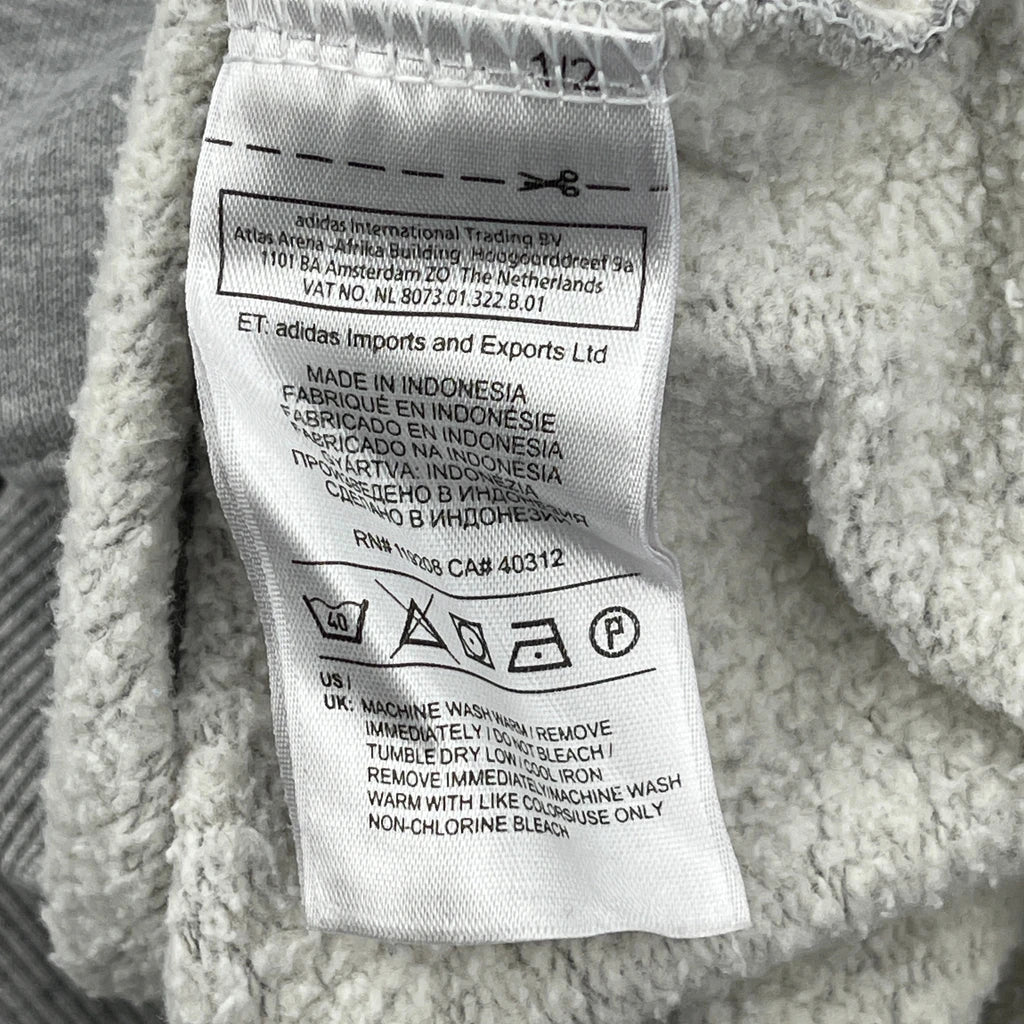 1/2
adidas International Trading BV
Atlas Arena -Afrika Building, Hoogoorddreef 9a
1101 BA Amsterdam ZO, The Netherlands
VAT NO. NL 8073.01.322.B.01
ET: adidas Imports and Exports Ltd
MADE IN INDONESIA
FABRIQUÉ EN INDONÉSIE
FABRICADO EN INDONESIA
FABRICADO NA INDONESIA
GYÁRTVA: INDONÉZIA
ПРОИЗВЕДЕНО В ИНДОНЕЗИЯ
СДЕЛАНО В ИНДОНЕЗИЯ
RN# 119208 CA# 40312
40
P
US /
UK: MACHINE WASH WARM / REMOVE
IMMEDIATELY / DO NOT BLEACH /
TUMBLE DRY LOW / COOL IRON
REMOVE IMMEDIATELY/MACHINE WASH
WARM WITH LIKE COLORS/USE ONLY
NON-CHLORINE BLEACH